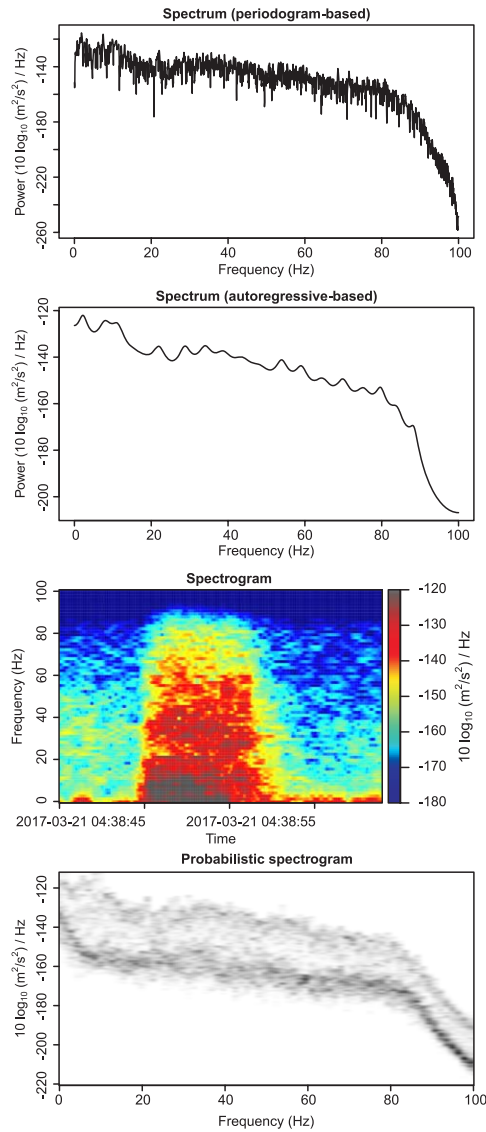 Spectrum (periodogram-based)
Power (10 log₁₀ (m²/s²) / Hz)
-140
-180
-220
-260
0 20 40 60 80 100
Frequency (Hz)
Spectrum (autoregressive-based)
Power (10 log₁₀ (m²/s²) / Hz)
-120
-140
-160
-180
-200
0 20 40 60 80 100
Frequency (Hz)
Spectrogram
Frequency (Hz)
100
80
60
40
20
0
2017-03-21 04:38:45 2017-03-21 04:38:55
Time
-120
-130
-140
-150
-160
-170
-180
10 log₁₀ (m²/s²) / Hz
Probabilistic spectrogram
10 log₁₀ (m²/s²) / Hz
-120
-140
-160
-180
-200
-220
0 20 40 60 80 100
Frequency (Hz)